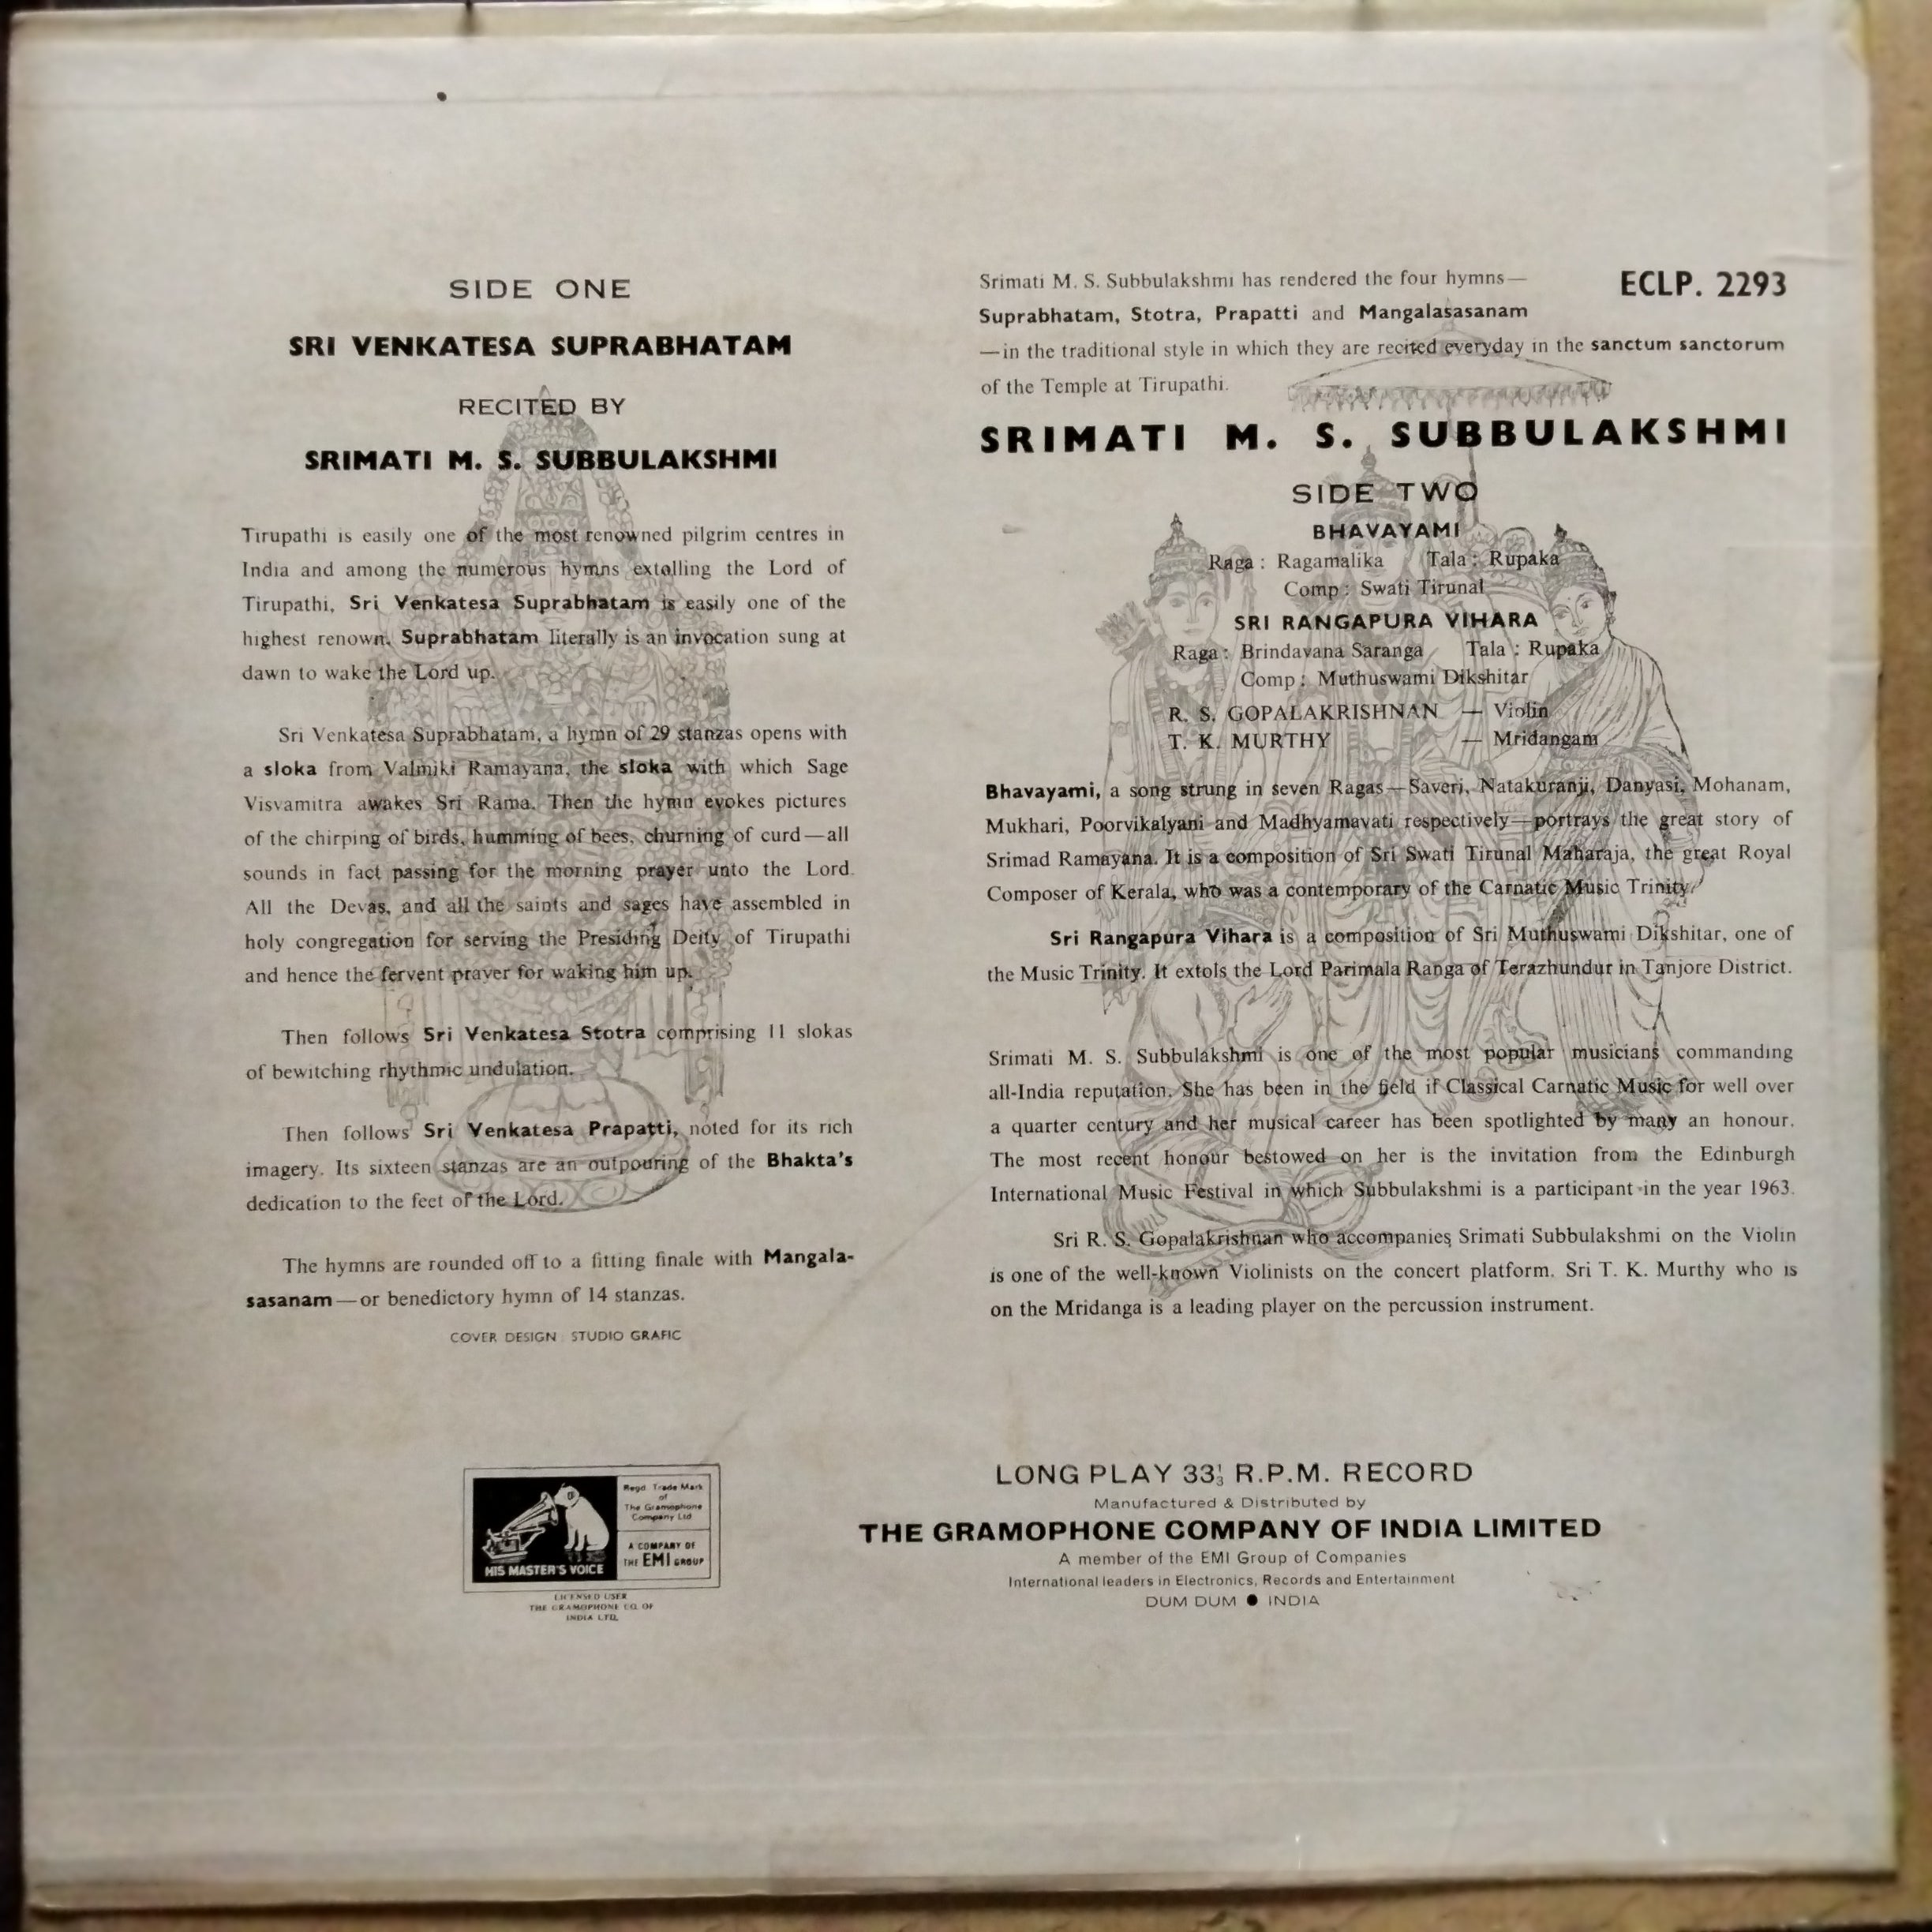 SIDE ONE
SRI VENKATESA SUPRABHATAM
RECITED BY
SRIMATI M. S. SUBBULAKSHMI
Tirupathi is easily one of the most renowned pilgrim centres in
India and among the numerous hymns extolling the Lord of
Tirupathi, Sri Venkatesa Suprabhatam is easily one of the
highest renown. Suprabhatam literally is an invocation sung at
dawn to wake the Lord up.
Sri Venkatesa Suprabhatam, a hymn of 29 stanzas opens with
a sloka from Valmiki Ramayana, the sloka with which Sage
Visvamitra awakes Sri Rama. Then the hymn evokes pictures
of the chirping of birds, humming of bees, churning of curd—all
sounds in fact passing for the morning prayer unto the Lord.
All the Devas, and all the saints and sages have assembled in
holy congregation for serving the Presiding Deity of Tirupathi
and hence the fervent prayer for waking him up.
Then follows Sri Venkatesa Stotra comprising 11 slokas
of bewitching rhythmic undulation.
Then follows Sri Venkatesa Prapatti, noted for its rich
imagery. Its sixteen stanzas are an outpouring of the Bhakta's
dedication to the feet of the Lord.
The hymns are rounded off to a fitting finale with Mangala-
sasanam—or benedictory hymn of 14 stanzas.
COVER DESIGN STUDIO GRAFIC
Srimati M. S. Subbulakshmi has rendered the four hymns—
ECLP. 2293
Suprabhatam, Stotra, Prapatti and Mangalasasanam
—in the traditional style in which they are recited everyday in the sanctum sanctorum
of the Temple at Tirupathi.
SRIMATI M. S. SUBBULAKSHMI
SIDE TWO
BHAVAYAMI
Raga : Ragamalika Tala : Rupaka
Comp : Swati Tirunal
SRI RANGAPURA VIHARA
Raga : Brindavana Saranga Tala : Rupaka
Comp : Muthuswami Dikshitar
R. S. GOPALAKRISHNAN — Violin
T. K. MURTHY — Mridangam
Bhavayami, a song strung in seven Ragas—Saveri, Natakuranji, Danyasi, Mohanam,
Mukhari, Poorvikalyani and Madhyamavati respectively—portrays the great story of
Srimad Ramayana. It is a composition of Sri Swati Tirunal Maharaja, the great Royal
Composer of Kerala, who was a contemporary of the Carnatic Music Trinity.
Sri Rangapura Vihara is a composition of Sri Muthuswami Dikshitar, one of
the Music Trinity. It extols the Lord Parimala Ranga of Terazhundur in Tanjore District.
Srimati M. S. Subbulakshmi is one of the most popular musicians commanding
all-India reputation. She has been in the field if Classical Carnatic Music for well over
a quarter century and her musical career has been spotlighted by many an honour.
The most recent honour bestowed on her is the invitation from the Edinburgh
International Music Festival in which Subbulakshmi is a participant in the year 1963.
Sri R. S. Gopalakrishnan who accompanies Srimati Subbulakshmi on the Violin
is one of the well-known Violinists on the concert platform. Sri T. K. Murthy who is
on the Mridanga is a leading player on the percussion instrument.
Regd. Trade Mark
of
The Gramophone
Company Ltd
A COMPANY OF
THE EMI GROUP
HIS MASTER'S VOICE
LICENSED USER
THE GRAMOPHONE CO. OF
INDIA LTD.
LONG PLAY 33⅓ R.P.M. RECORD
Manufactured & Distributed by
THE GRAMOPHONE COMPANY OF INDIA LIMITED
A member of the EMI Group of Companies
International leaders in Electronics, Records and Entertainment
DUM DUM ● INDIA